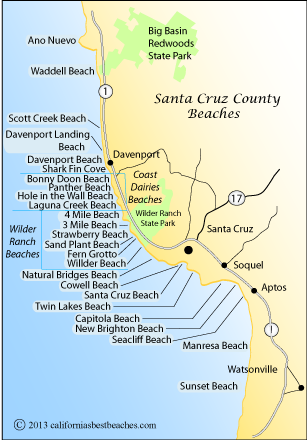 Ano Nuevo
Big Basin
Redwoods
State Park
Waddell Beach
1
Santa Cruz County
Beaches
Scott Creek Beach
Davenport Landing
Beach
Davenport Beach
Davenport
Shark Fin Cove
Bonny Doon Beach
Panther Beach
Hole in the Wall Beach
Laguna Creek Beach
Coast
Dairies
Beaches
Wilder Ranch
State Park
17
4 Mile Beach
3 Mile Beach
Strawberry Beach
Sand Plant Beach
Fern Grotto
Willder Beach
Wilder
Ranch
Beaches
Santa Cruz
Natural Bridges Beach
Cowell Beach
Santa Cruz Beach
Twin Lakes Beach
Capitola Beach
New Brighton Beach
Seacliff Beach
Soquel
Aptos
1
Manresa Beach
Watsonville
Sunset Beach
© 2013 californiasbestbeaches.com